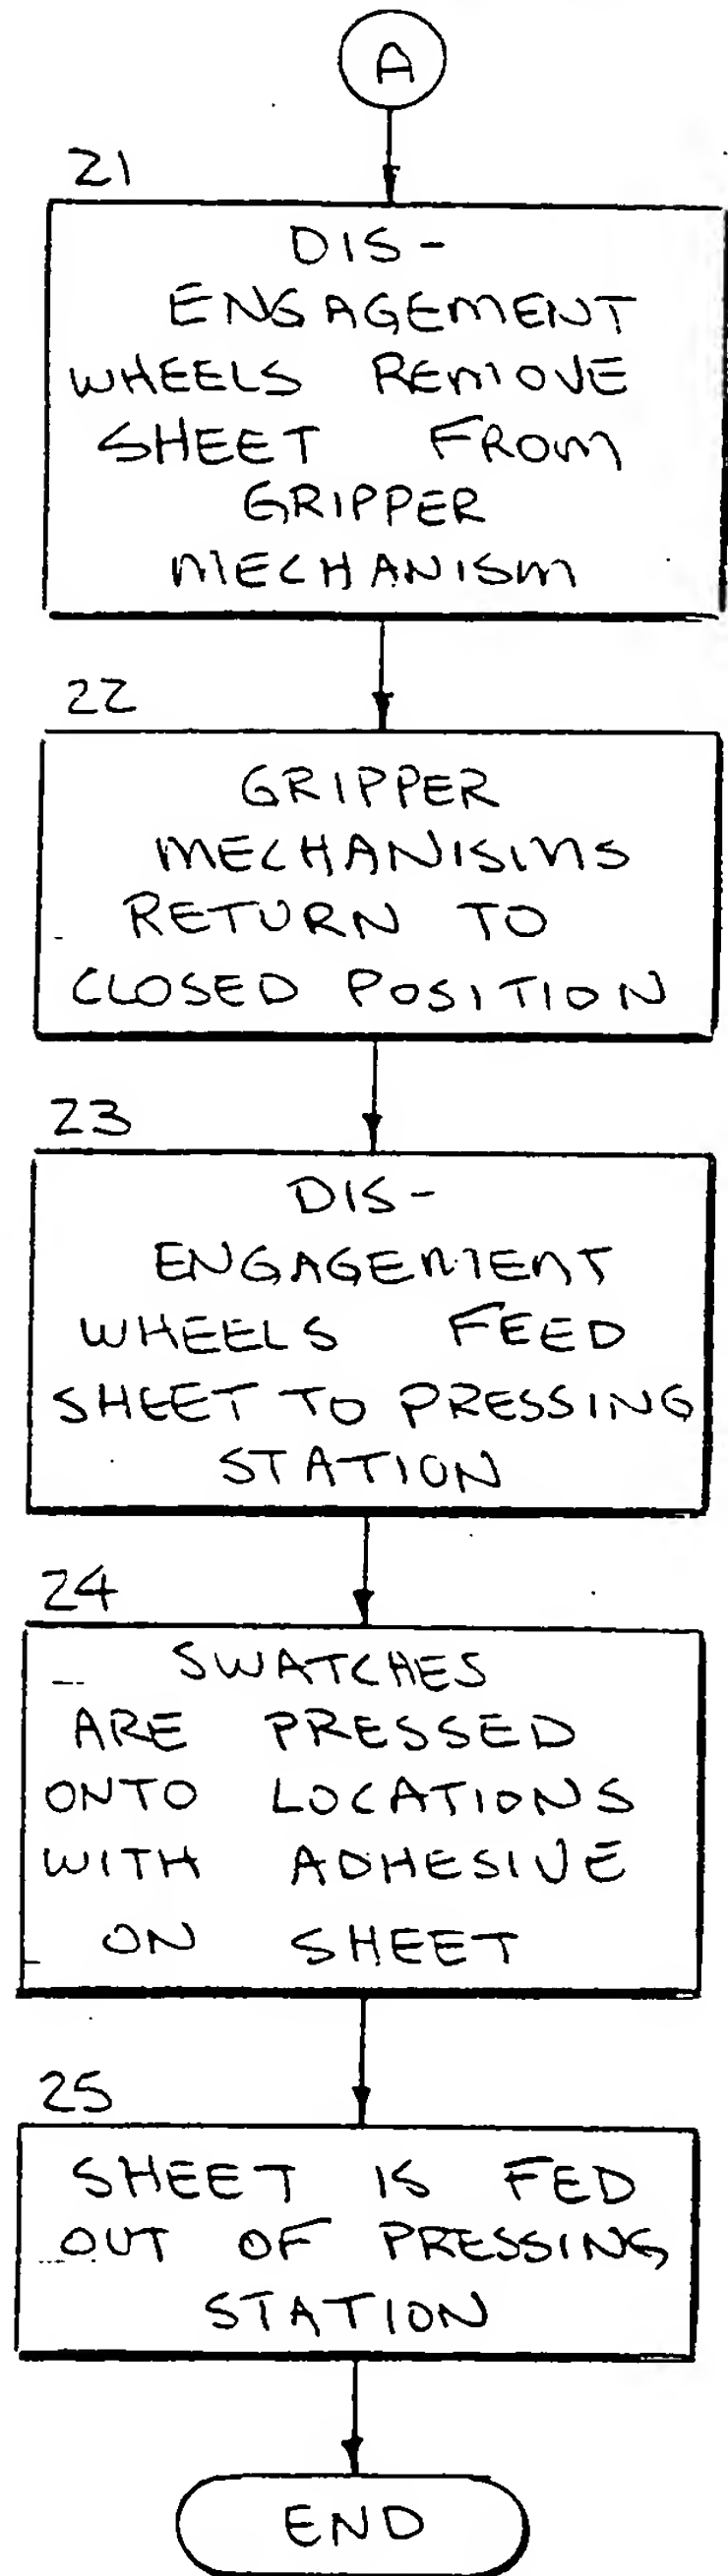 A
21
DIS-
ENGAGEMENT
WHEELS REMOVE
SHEET FROM
GRIPPER
MECHANISM
22
GRIPPER
MECHANISMS
RETURN TO
CLOSED POSITION
23
DIS-
ENGAGEMENT
WHEELS FEED
SHEET TO PRESSING
STATION
24
SWATCHES
ARE PRESSED
ONTO LOCATIONS
WITH ADHESIVE
ON SHEET
25
SHEET IS FED
OUT OF PRESSING
STATION
END